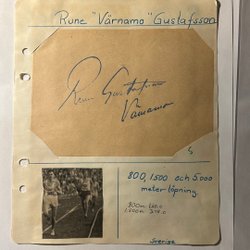 Rune "Värnamo" Gustafsson
Rune Gustafsson
Värnamo
800, 1500 och 5000
meter löpning
Sverige